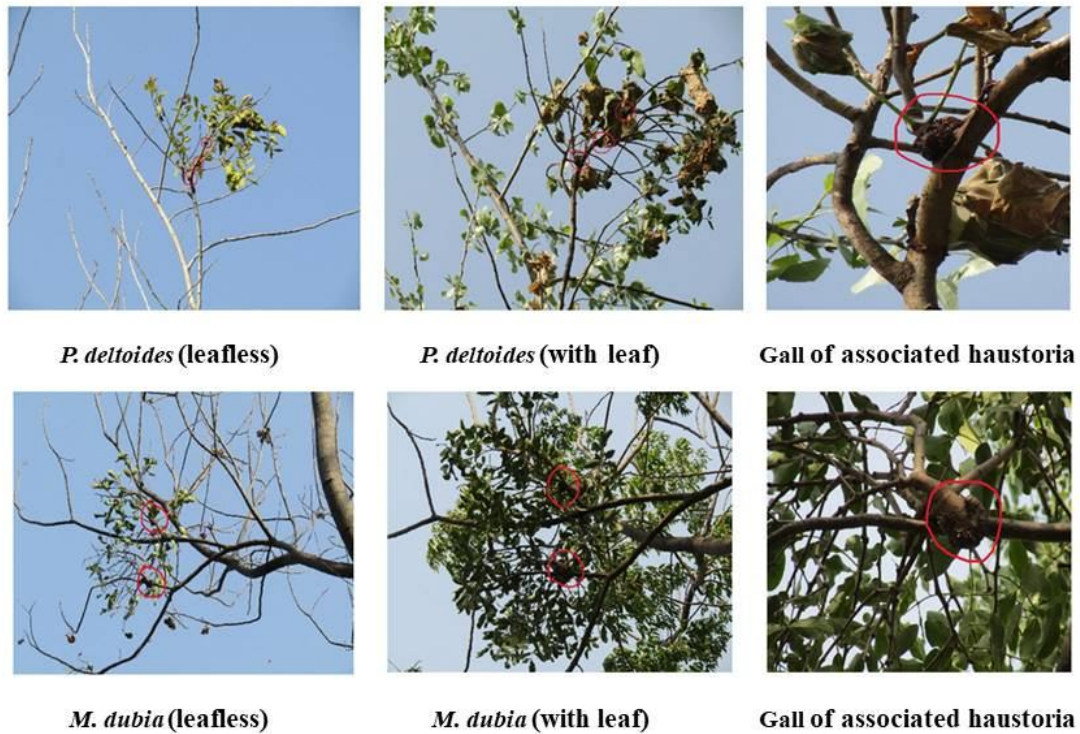 P. deltoides (leafless)
P. deltoides (with leaf)
Gall of associated haustoria
M. dubia (leafless)
M. dubia (with leaf)
Gall of associated haustoria